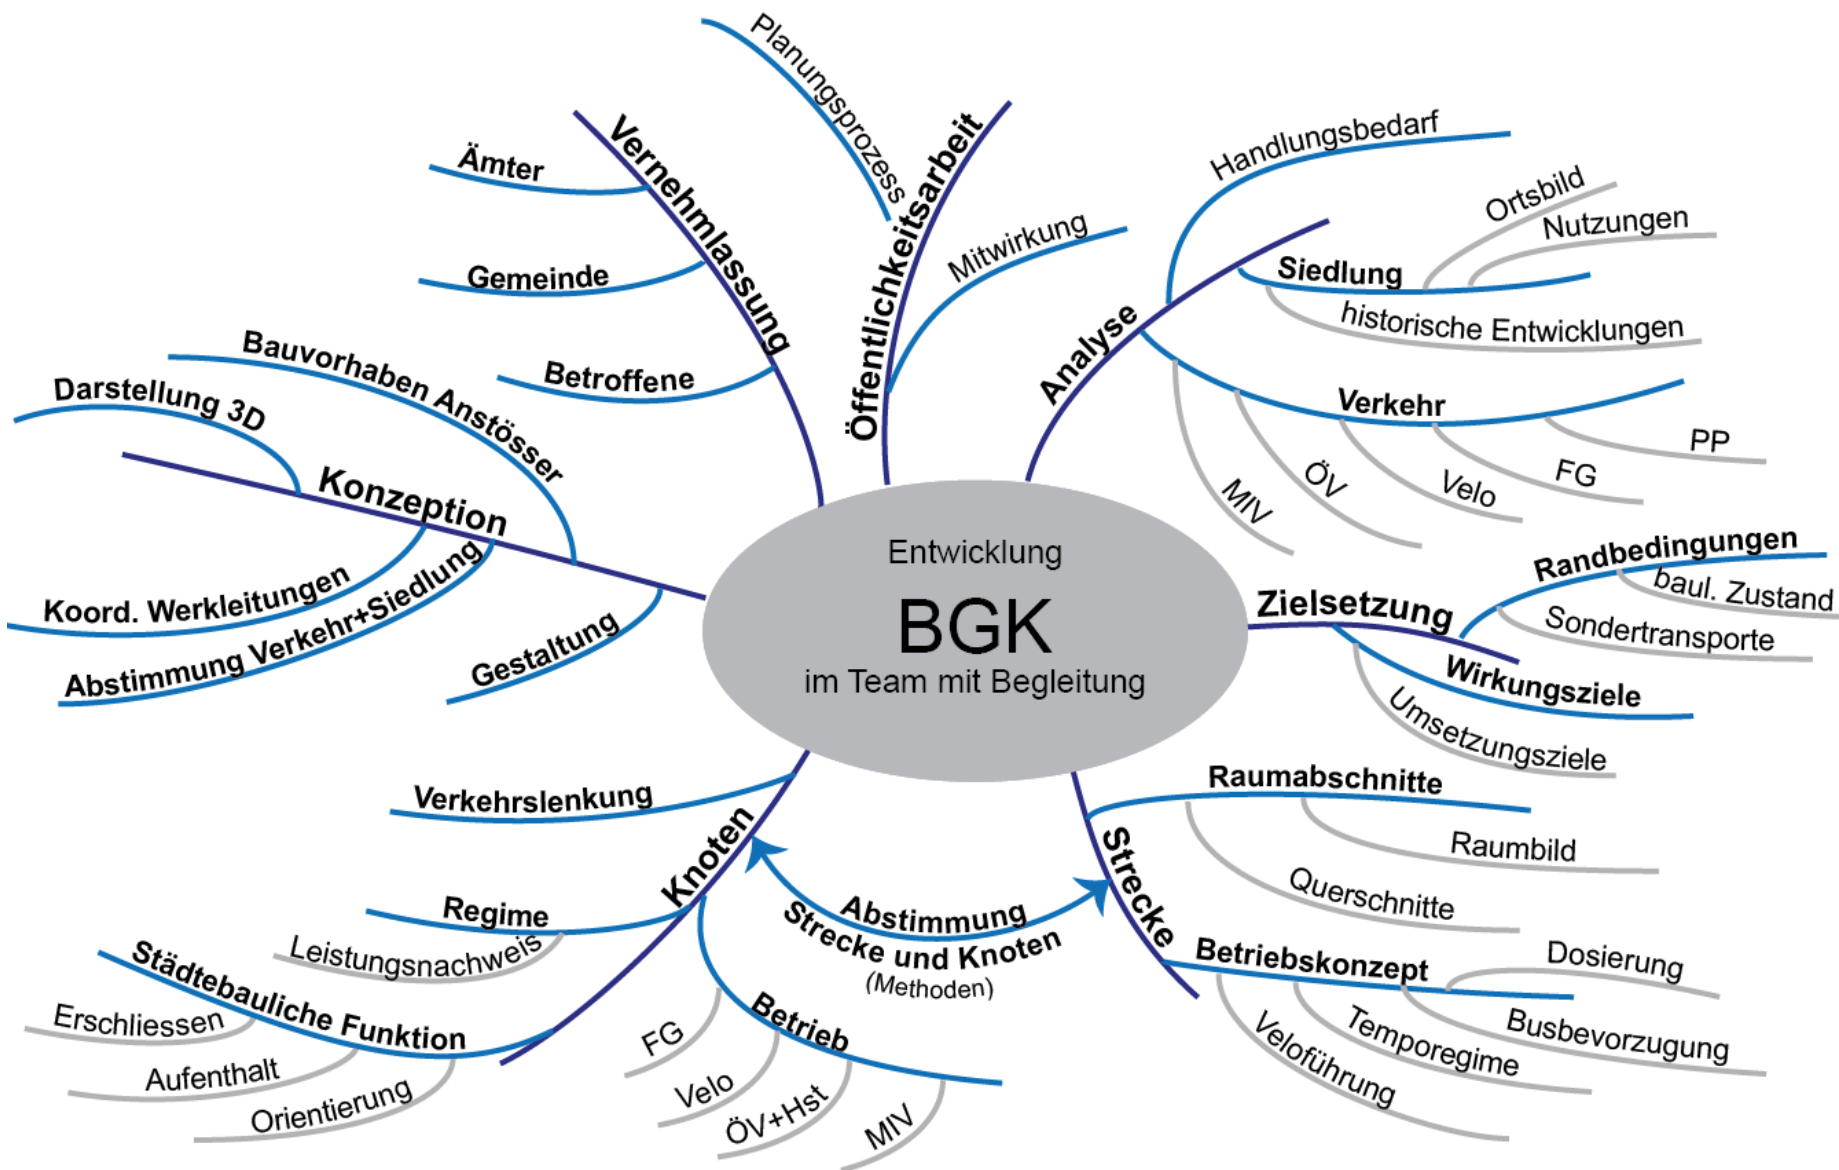 Entwicklung
BGK
im Team mit Begleitung
Vernehmlassung
Ämter
Gemeinde
Betroffene
Öffentlichkeitsarbeit
Planungsprozess
Mitwirkung
Analyse
Handlungsbedarf
Siedlung
Ortsbild
Nutzungen
historische Entwicklungen
Verkehr
MIV
ÖV
Velo
FG
PP
Zielsetzung
Randbedingungen
baul. Zustand
Sondertransporte
Wirkungsziele
Umsetzungsziele
Strecke
Raumabschnitte
Raumbild
Querschnitte
Betriebskonzept
Dosierung
Busbevorzugung
Temporegime
Veloführung
Abstimmung
Strecke und Knoten
(Methoden)
Knoten
Verkehrslenkung
Regime
Leistungsnachweis
Städtebauliche Funktion
Erschliessen
Aufenthalt
Orientierung
Betrieb
FG
Velo
ÖV+Hst
MIV
Konzeption
Bauvorhaben Anstösser
Darstellung 3D
Koord. Werkleitungen
Abstimmung Verkehr+Siedlung
Gestaltung